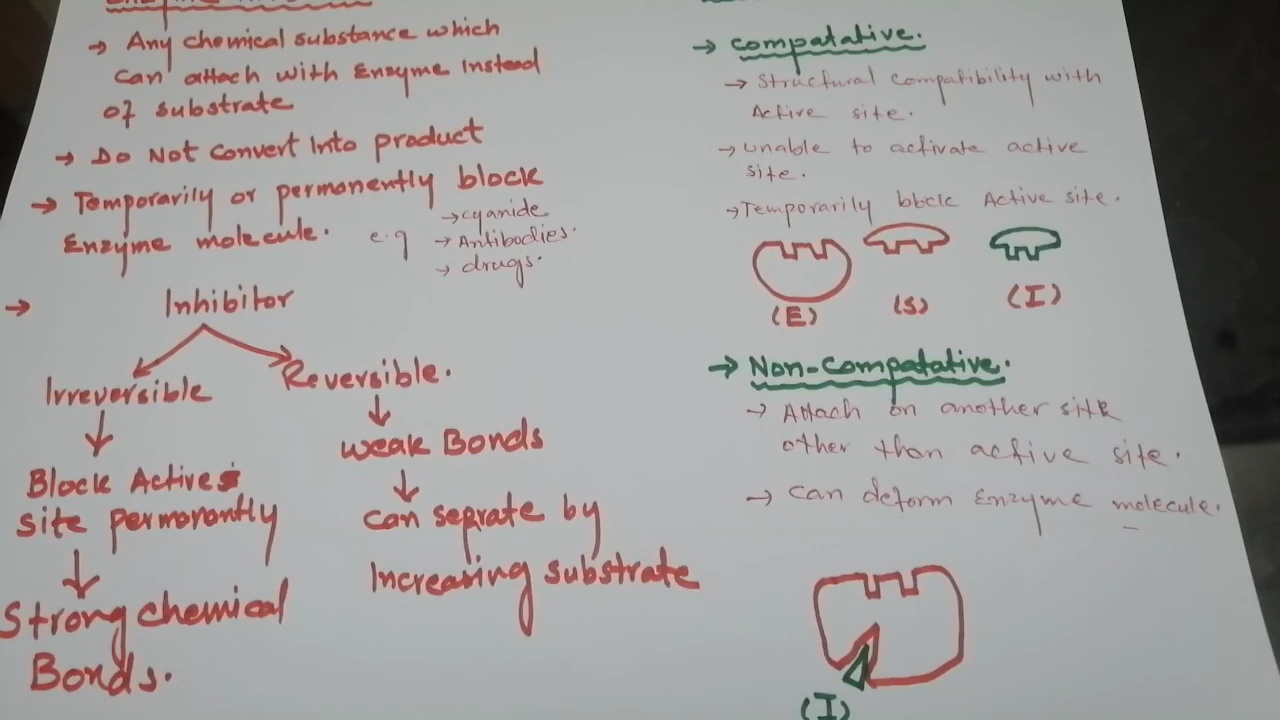 → Any chemical substance which
can attach with Enzyme Instead
of substrate
→ Do Not convert Into product
→ Temporarily or permanently block
Enzyme molecule. e.g → cyanide
→ Antibodies.
→ drugs.
→ Inhibitor
Irreversible
Block Active
site permorantly
Strong chemical
Bonds.
Reversible.
weak Bonds
can seprate by
Increasing substrate
→ compatative.
→ Structural compatibility with
Active site.
→ unable to activate active
site.
→ Temporarily block Active site.
(E) (S) (I)
→ Non-compatative.
→ Attach on another site
other than active site.
→ can deform Enzyme molecule.
(I)